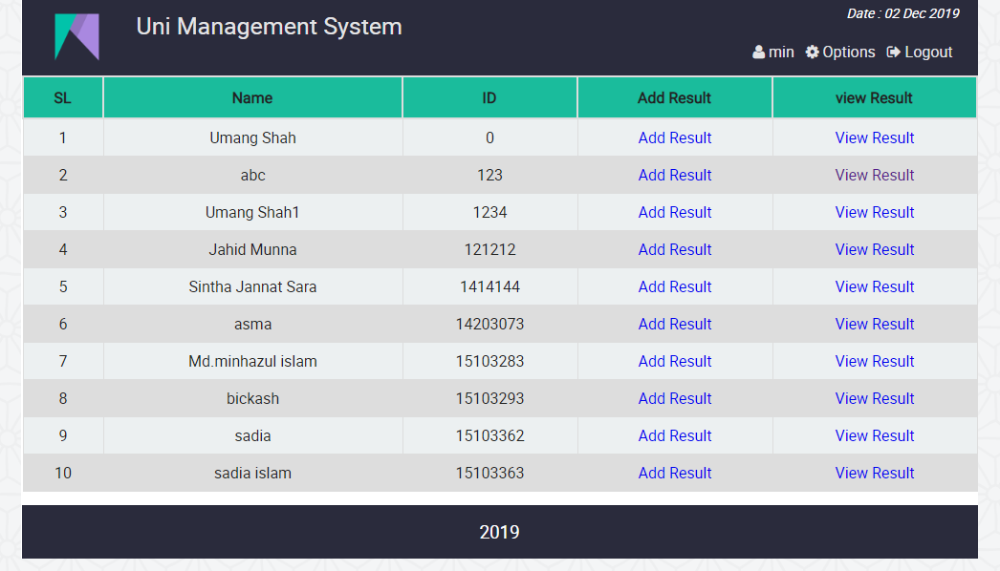 Uni Management System
Date : 02 Dec 2019
min Options Logout
SL Name ID Add Result view Result
1 Umang Shah 0 Add Result View Result
2 abc 123 Add Result View Result
3 Umang Shah1 1234 Add Result View Result
4 Jahid Munna 121212 Add Result View Result
5 Sintha Jannat Sara 1414144 Add Result View Result
6 asma 14203073 Add Result View Result
7 Md.minhazul islam 15103283 Add Result View Result
8 bickash 15103293 Add Result View Result
9 sadia 15103362 Add Result View Result
10 sadia islam 15103363 Add Result View Result
2019